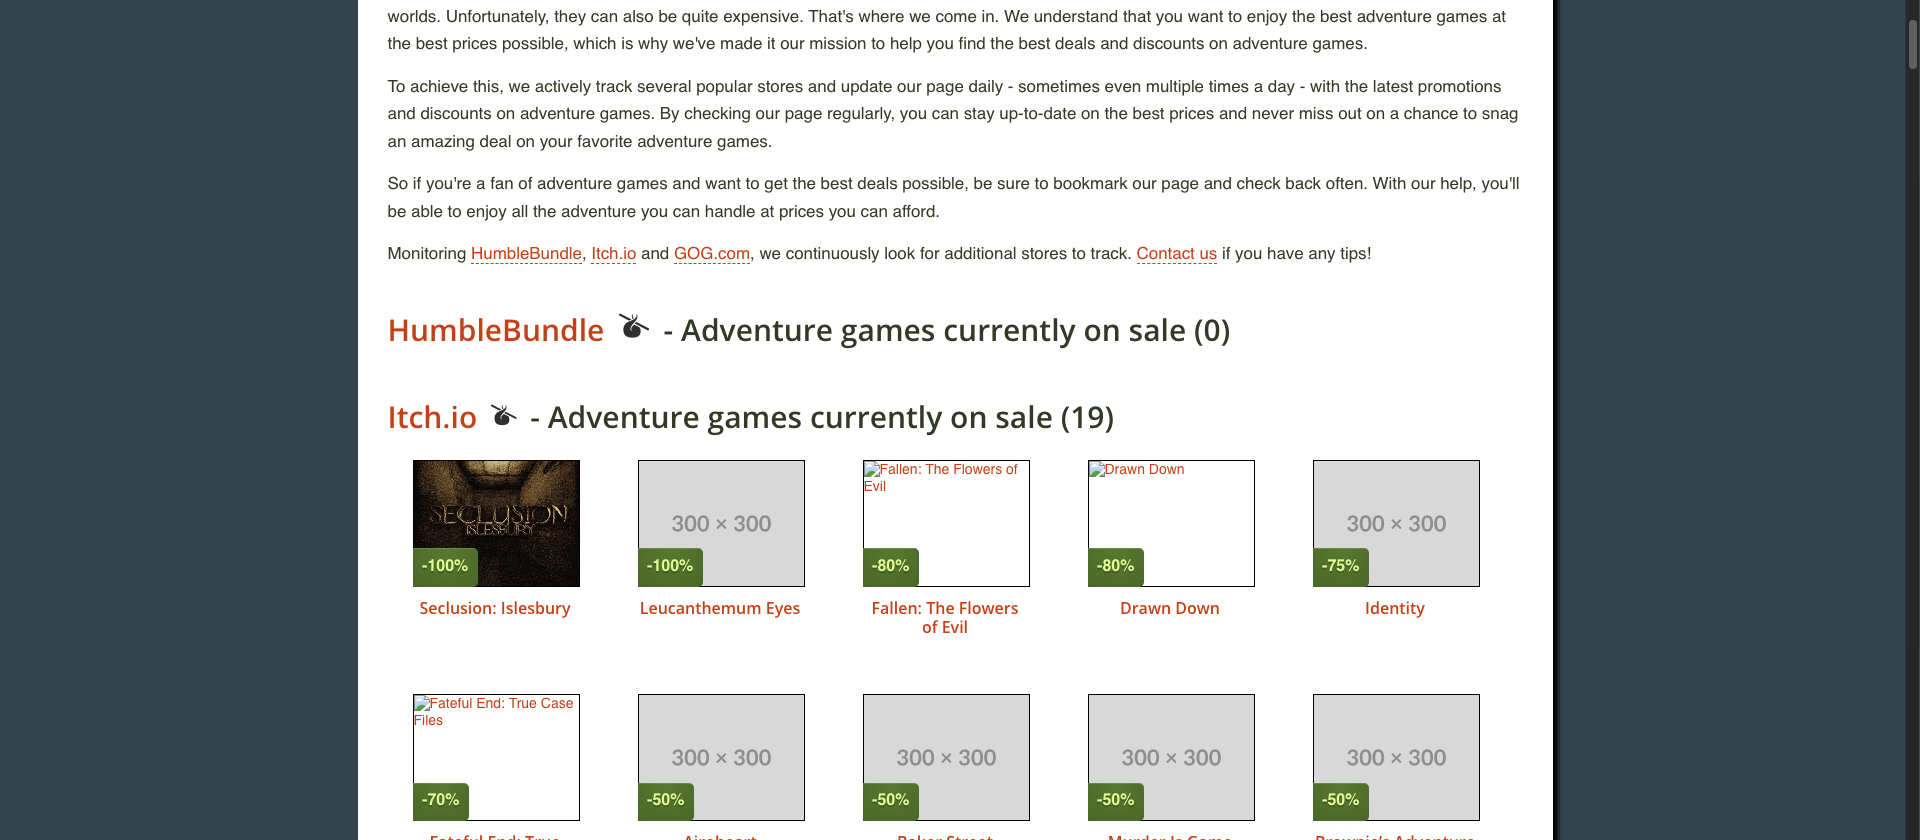 worlds. Unfortunately, they can also be quite expensive. That's where we come in. We understand that you want to enjoy the best adventure games at
the best prices possible, which is why we've made it our mission to help you find the best deals and discounts on adventure games.
To achieve this, we actively track several popular stores and update our page daily - sometimes even multiple times a day - with the latest promotions
and discounts on adventure games. By checking our page regularly, you can stay up-to-date on the best prices and never miss out on a chance to snag
an amazing deal on your favorite adventure games.
So if you're a fan of adventure games and want to get the best deals possible, be sure to bookmark our page and check back often. With our help, you'll
be able to enjoy all the adventure you can handle at prices you can afford.
Monitoring HumbleBundle, Itch.io and GOG.com, we continuously look for additional stores to track. Contact us if you have any tips!
HumbleBundle - Adventure games currently on sale (0)
Itch.io - Adventure games currently on sale (19)
SECLUSION
ISLESBURY
-100%
Seclusion: Islesbury
300 × 300
-100%
Leucanthemum Eyes
Fallen: The Flowers of
Evil
-80%
Fallen: The Flowers
of Evil
Drawn Down
-80%
Drawn Down
300 × 300
-75%
Identity
Fateful End: True Case
Files
-70%
Fateful End: True
300 × 300
-50%
300 × 300
-50%
Baker Street
300 × 300
-50%
300 × 300
-50%